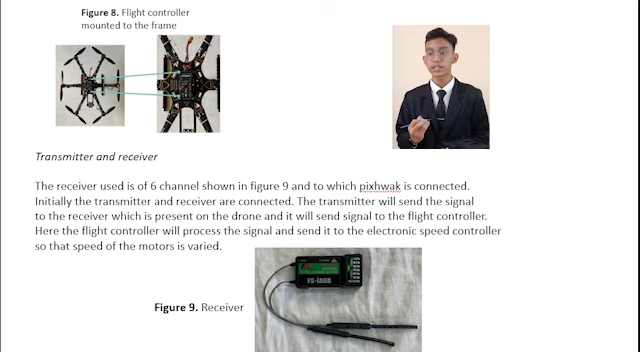 Figure 8. Flight controller
mounted to the frame
Transmitter and receiver
The receiver used is of 6 channel shown in figure 9 and to which pixhwak is connected.
Initially the transmitter and receiver are connected. The transmitter will send the signal
to the receiver which is present on the drone and it will send signal to the flight controller.
Here the flight controller will process the signal and send it to the electronic speed controller
so that speed of the motors is varied.
FS-iA6B
Figure 9. Receiver